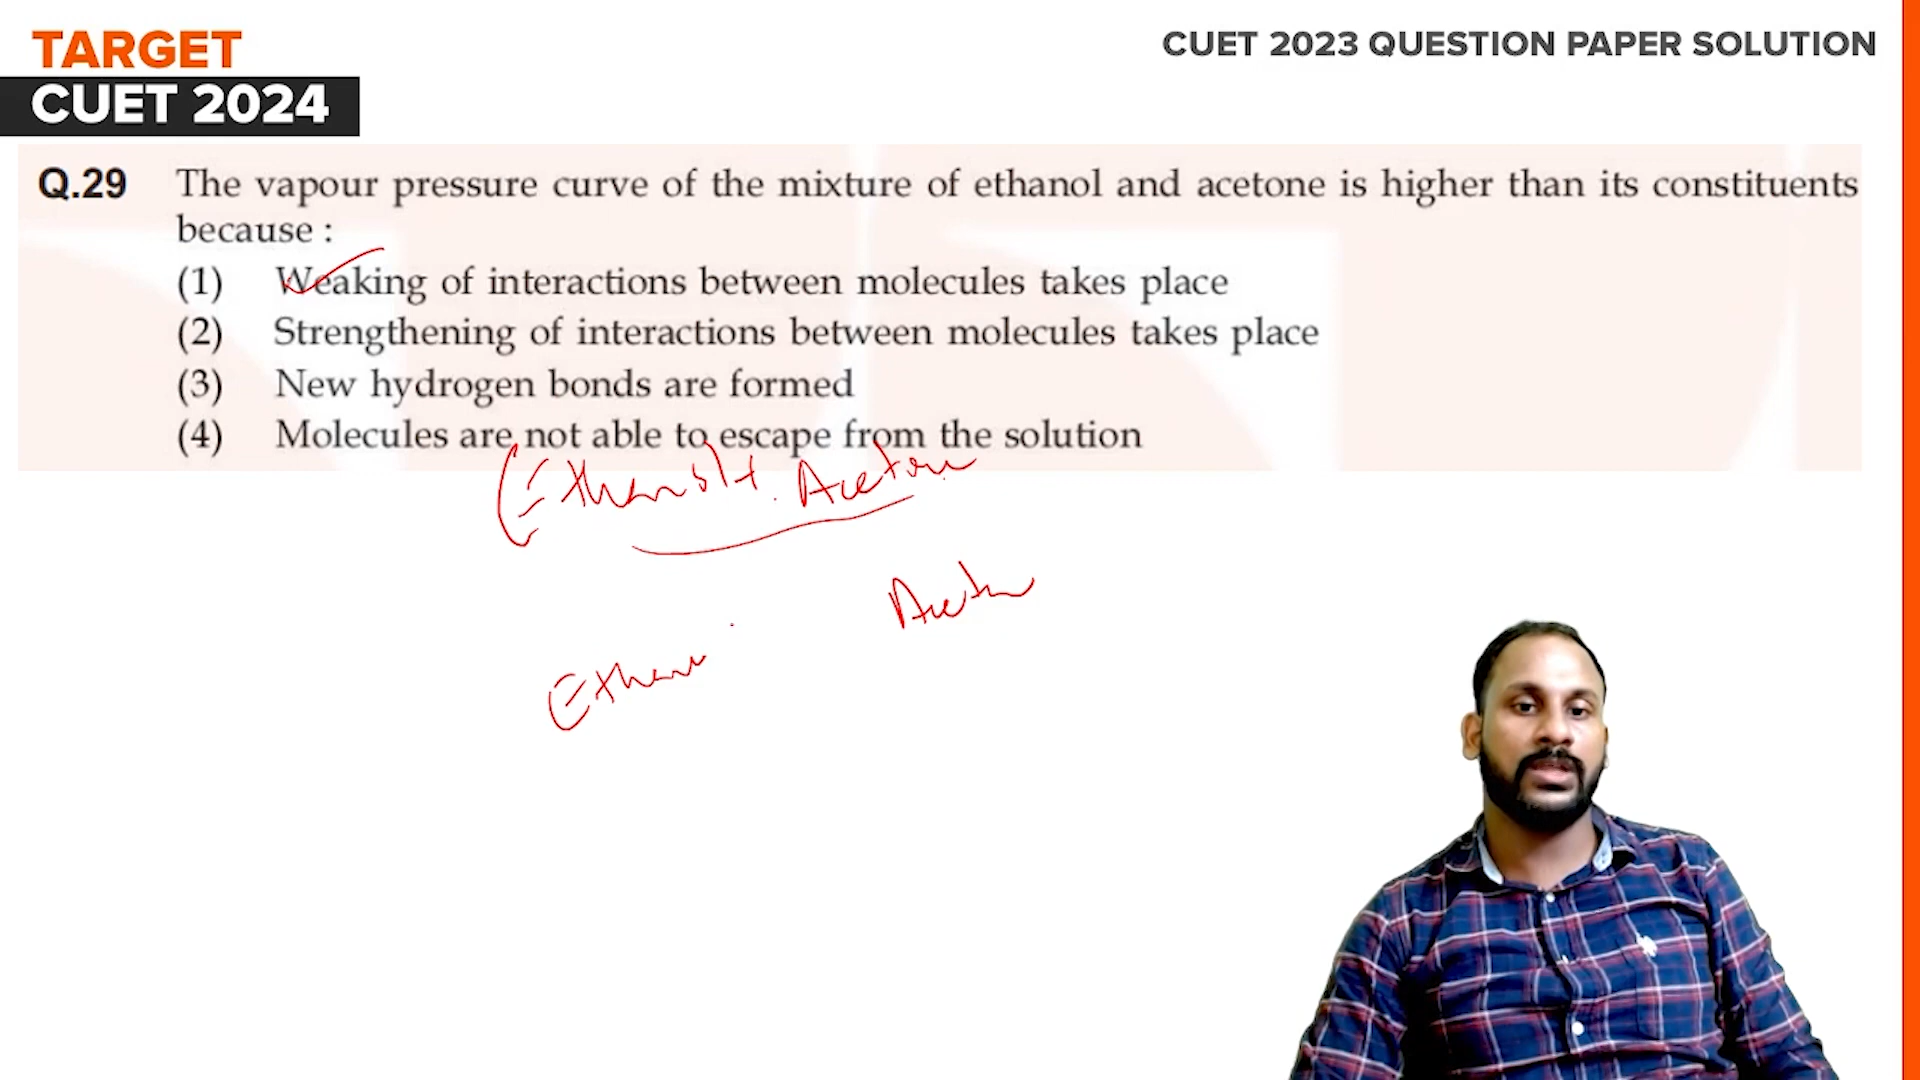 TARGET
CUET 2024
CUET 2023 QUESTION PAPER SOLUTION
Q.29 The vapour pressure curve of the mixture of ethanol and acetone is higher than its constituents
because :
(1) Weaking of interactions between molecules takes place
(2) Strengthening of interactions between molecules takes place
(3) New hydrogen bonds are formed
(4) Molecules are not able to escape from the solution
Ethanol + Acetone